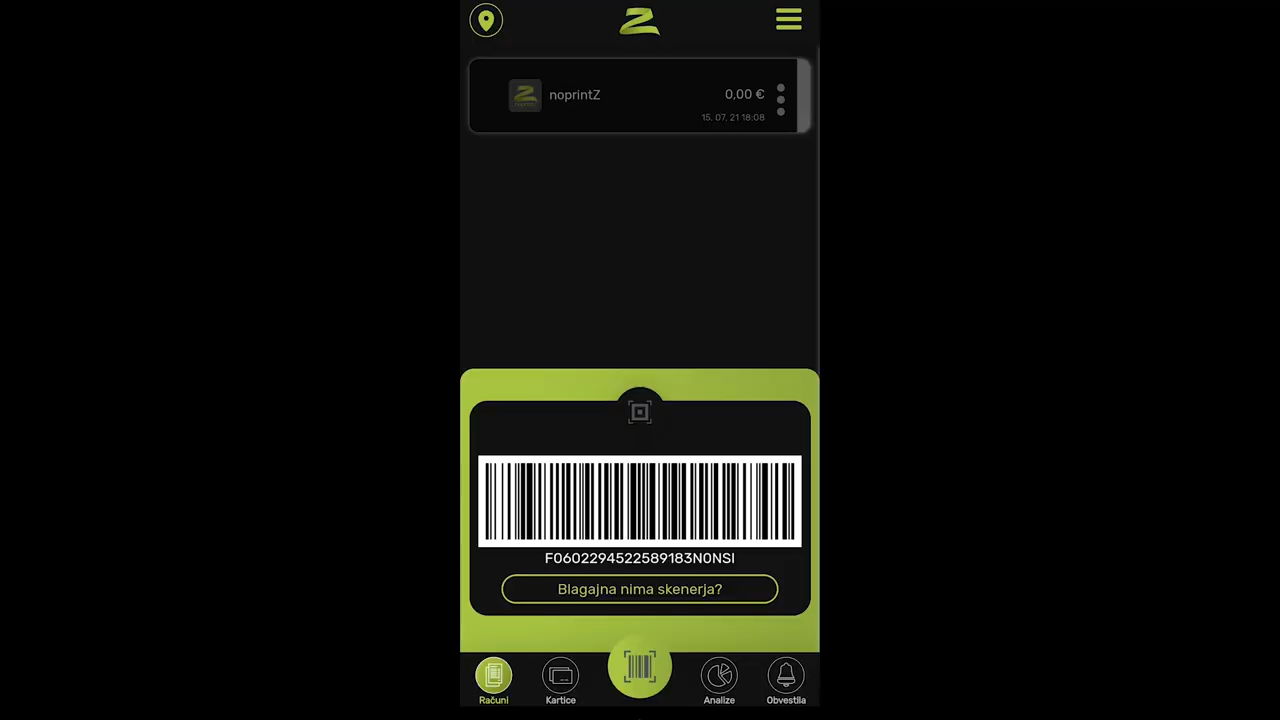 noprintZ
0,00 €
15. 07. 21 18:08
F0602294522589183N0NSI
Blagajna nima skenerja?
Računi
Kartice
Analize
Obvestila